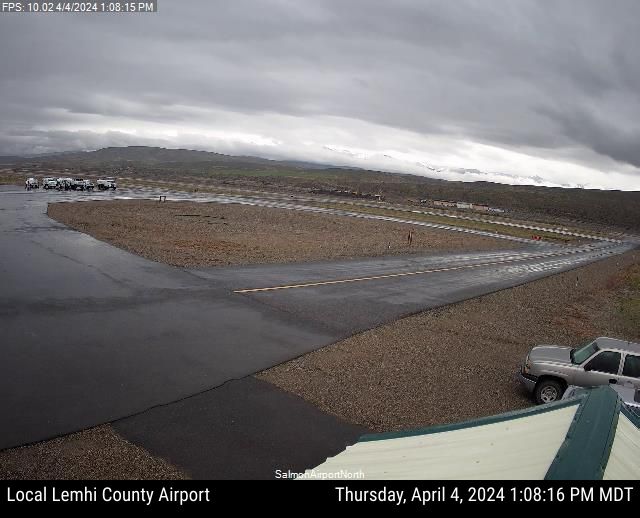 FPS: 10.02 4/4/2024 1:08:15 PM
SalmonAirportNorth
Local Lemhi County Airport Thursday, April 4, 2024 1:08:16 PM MDT